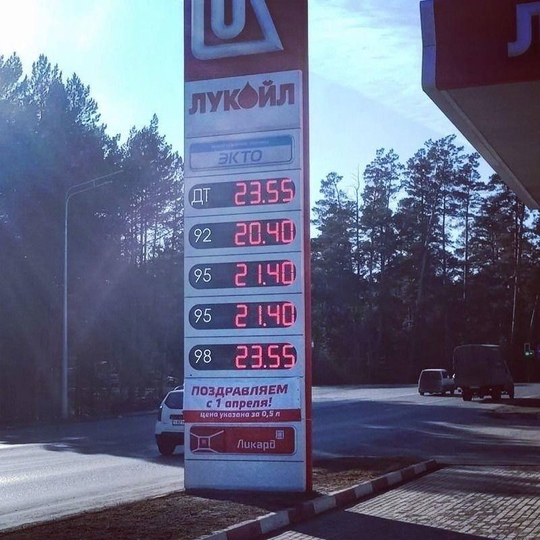 ЛУКОЙЛ
ЭКТО
ДТ 23.55
92 20.40
95 21.40
95 21.40
98 23.55
ПОЗДРАВЛЯЕМ
с 1 апреля!
цена указана за 0,5 л
Ликард
Л